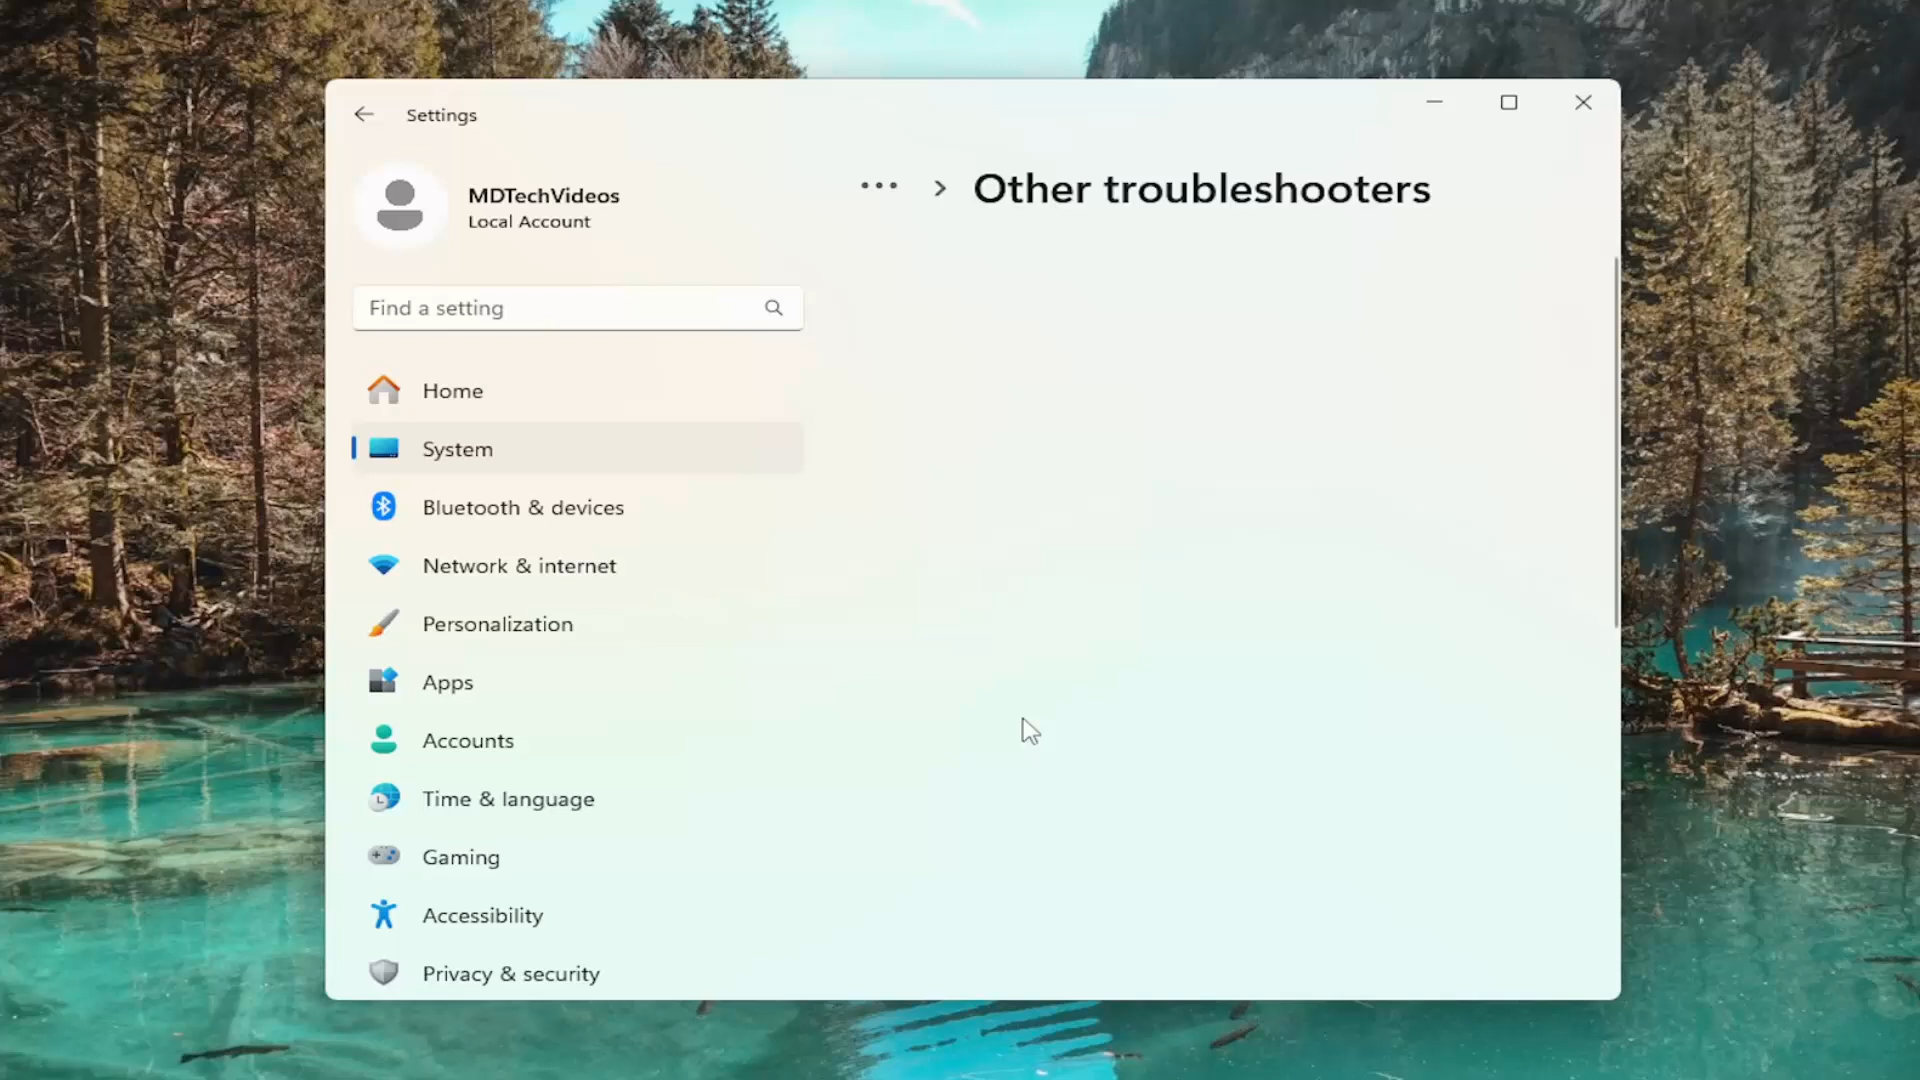 Settings
MDTechVideos
Local Account
... > Other troubleshooters
Find a setting
Home
System
Bluetooth & devices
Network & internet
Personalization
Apps
Accounts
Time & language
Gaming
Accessibility
Privacy & security